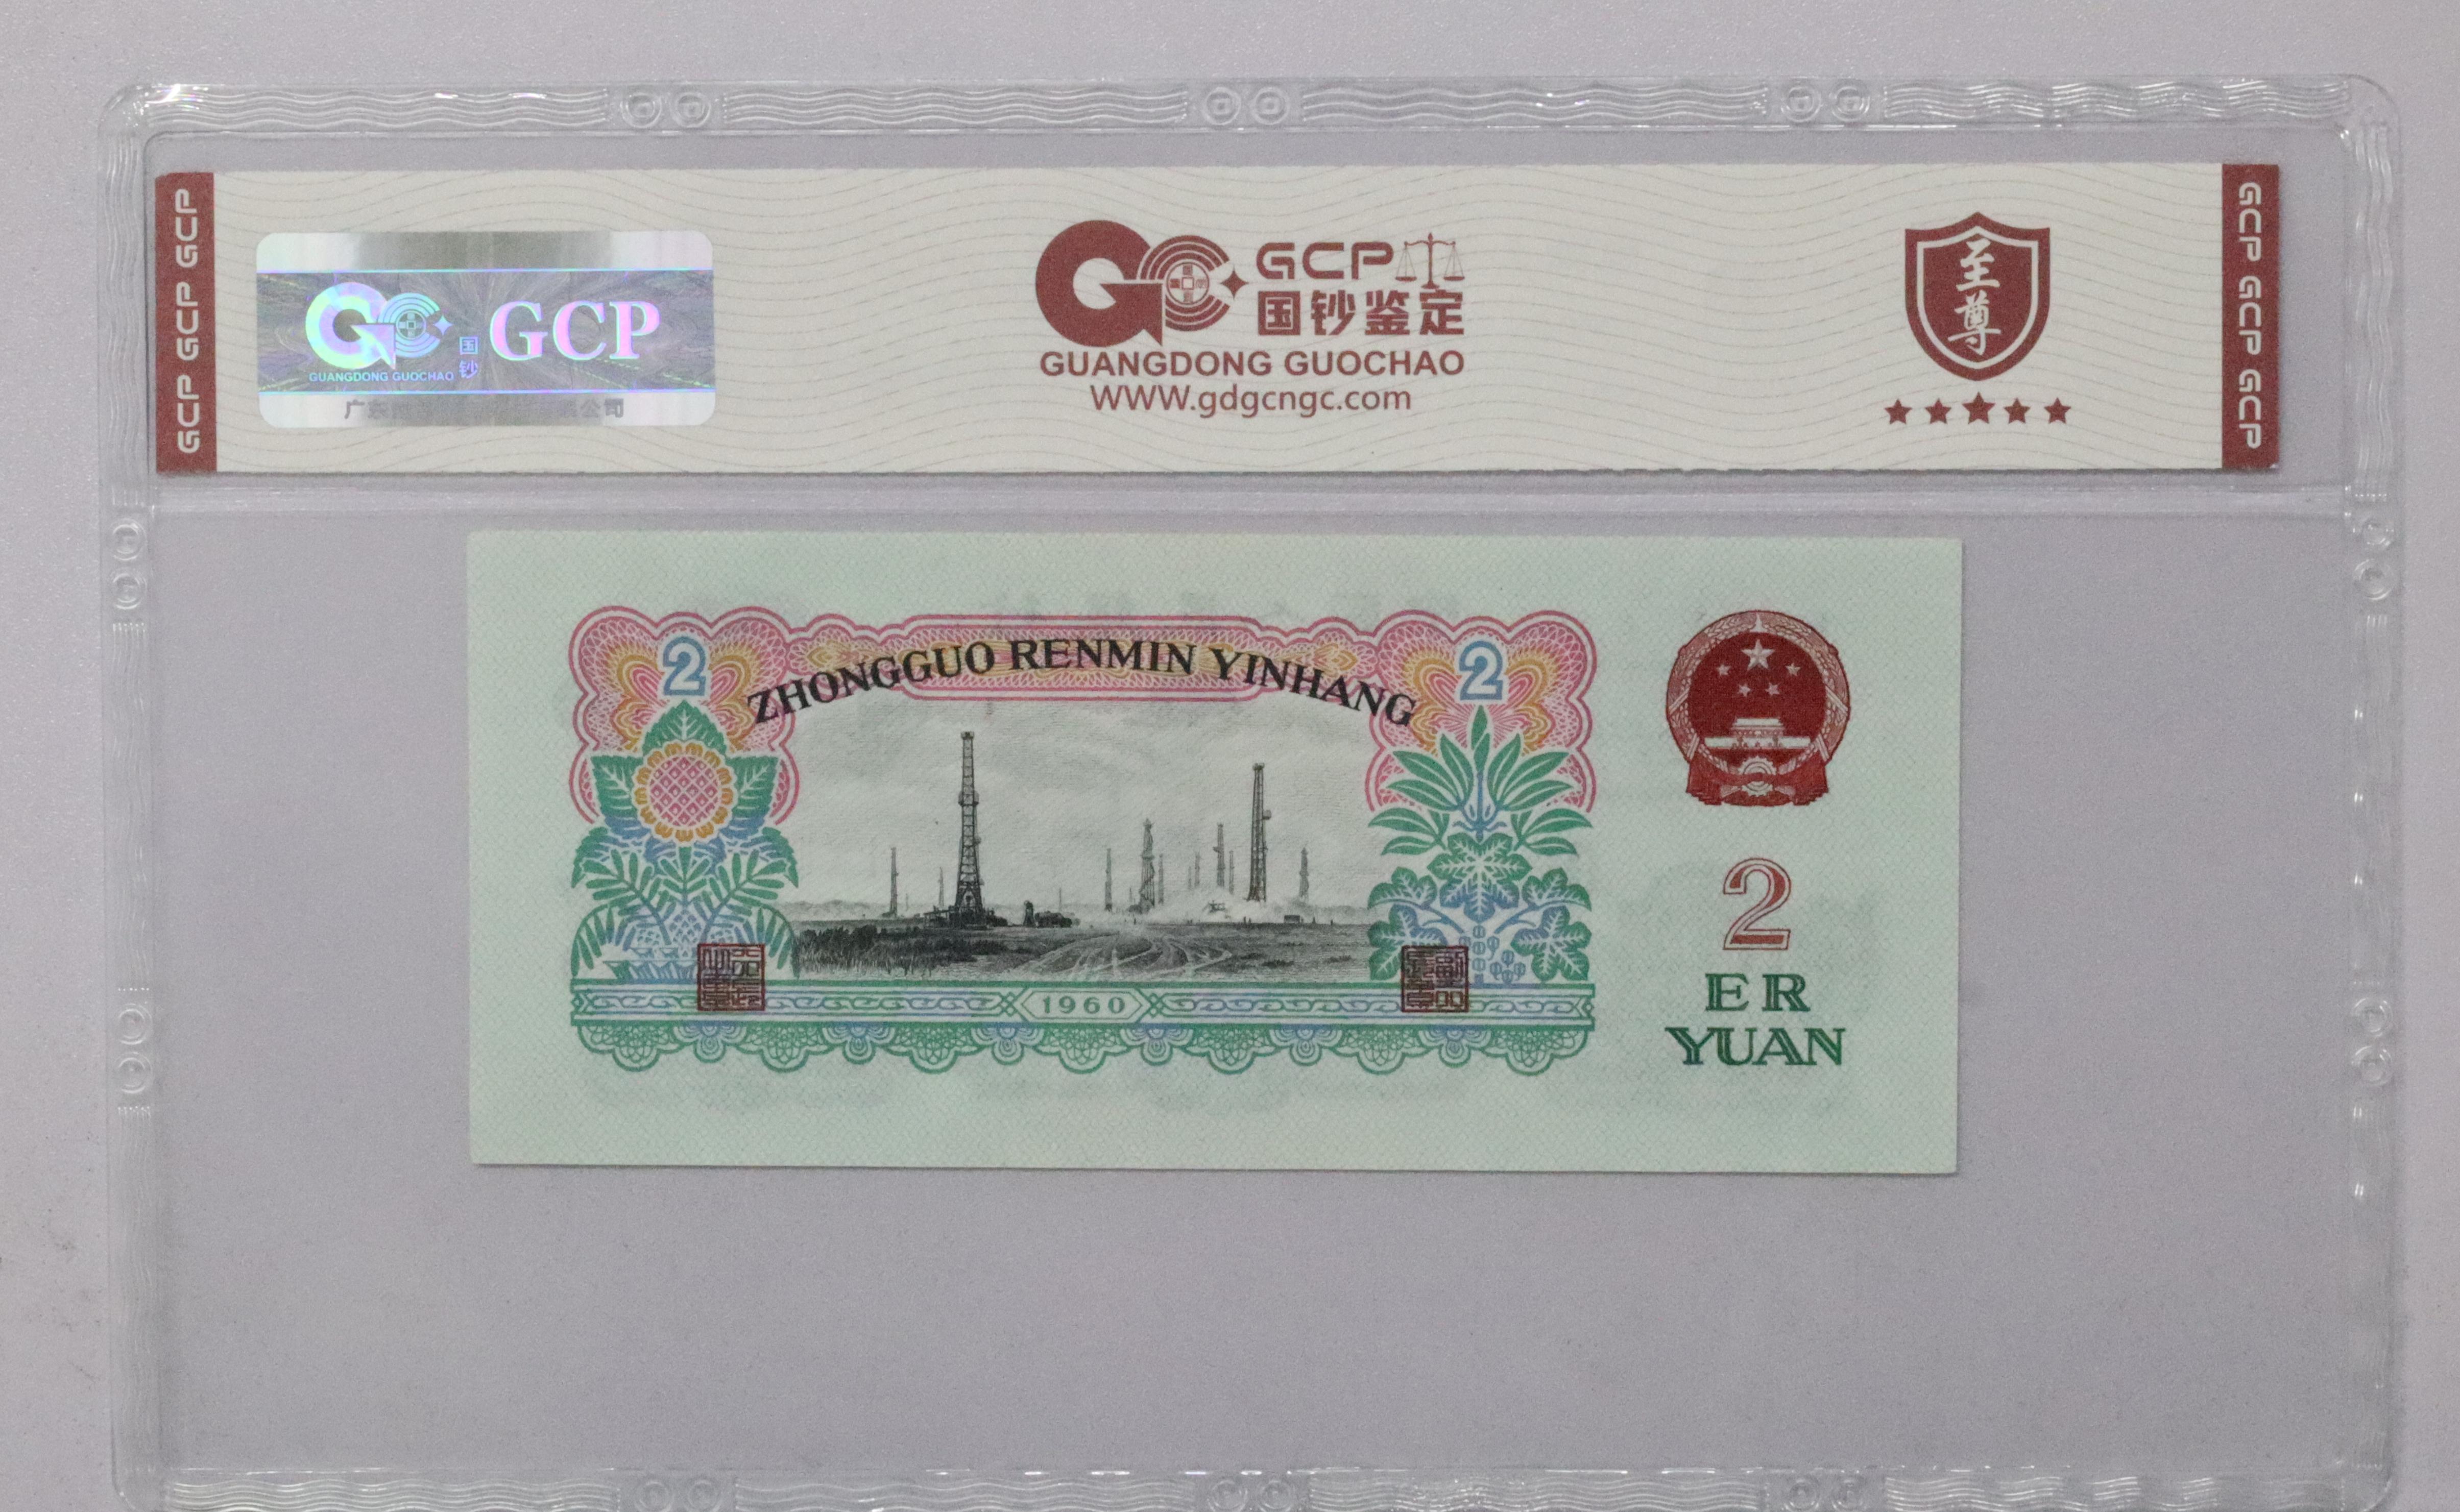 GCP GCP GCP
GCP
国钞
GUANGDONG GUOCHAO
GCP
国钞鉴定
GUANGDONG GUOCHAO
WWW.gdgcngc.com
至尊
GCP GCP GCP
ZHONGGUO RENMIN YINHANG
2
2
1960
2
ER
YUAN